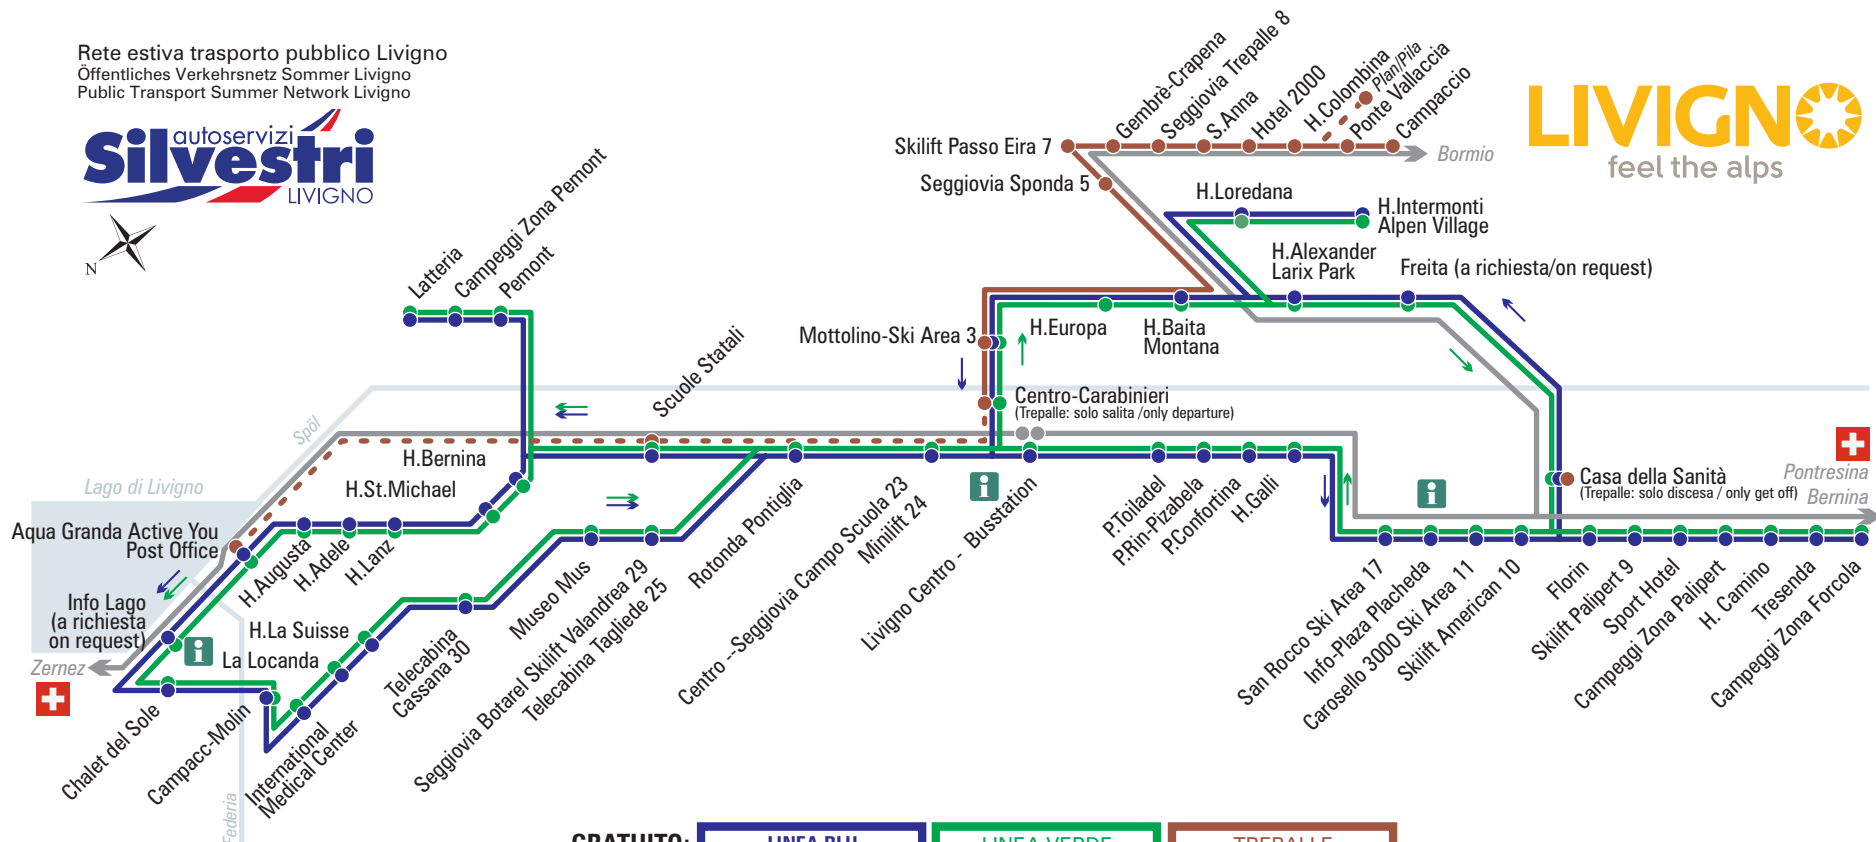 Rete estiva trasporto pubblico Livigno
Öffentliches Verkehrsnetz Sommer Livigno
Public Transport Summer Network Livigno
autoservizi
Silvestri
LIVIGNO
N
LIVIGNO
feel the alps
Skilift Passo Eira 7
Gembrè-Crapena
Seggiovia Trepalle 8
S.Anna
Hotel 2000
H.Colombina
Plan/Pila
Ponte Vallaccia
Campaccio
Bormio
Seggiovia Sponda 5
H.Loredana
H.Intermonti
Alpen Village
H.Alexander
Larix Park
Freita (a richiesta/on request)
Latteria
Campeggi Zona Pemont
Pemont
Mottolino-Ski Area 3
H.Europa
H.Baita
Montana
Scuole Statali
Centro-Carabinieri
(Trepalle: solo salita /only departure)
Spöl
H.Bernina
H.St.Michael
Lago di Livigno
Casa della Sanità
(Trepalle: solo discesa / only get off)
Pontresina
Bernina
Aqua Granda Active You
Post Office
H.Augusta
H.Adele
H.Lanz
Info Lago
(a richiesta
on request)
Zernez
H.La Suisse
La Locanda
Chalet del Sole
Campacc-Molin
International
Medical Center
Federia
Telecabina
Cassana 30
Museo Mus
Seggiovia Botarel Skilift Valandrea 29
Telecabina Tagliede 25
Rotonda Pontiglia
Centro --Seggiovia Campo Scuola 23
Minilift 24
i
Livigno Centro - Busstation
P.Toiladel
P.Rin-Pizabela
P.Confortina
H.Galli
i
San Rocco Ski Area 17
Info-Plaza Placheda
Carosello 3000 Ski Area 11
Skilift American 10
Florin
Skilift Palipert 9
Sport Hotel
Campeggi Zona Palipert
H. Camino
Tresenda
Campeggi Zona Forcola
i
GRATUITO:
LINEA BLU
LINEA VERDE
TREPALLE